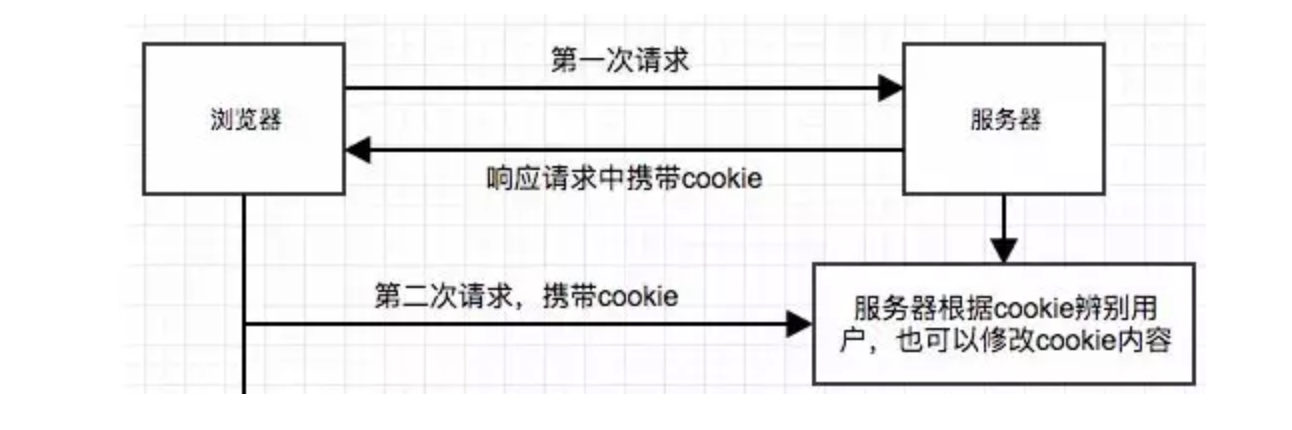 第一次请求
浏览器
服务器
响应请求中携带cookie
第二次请求，携带cookie
服务器根据cookie辨别用
户，也可以修改cookie内容